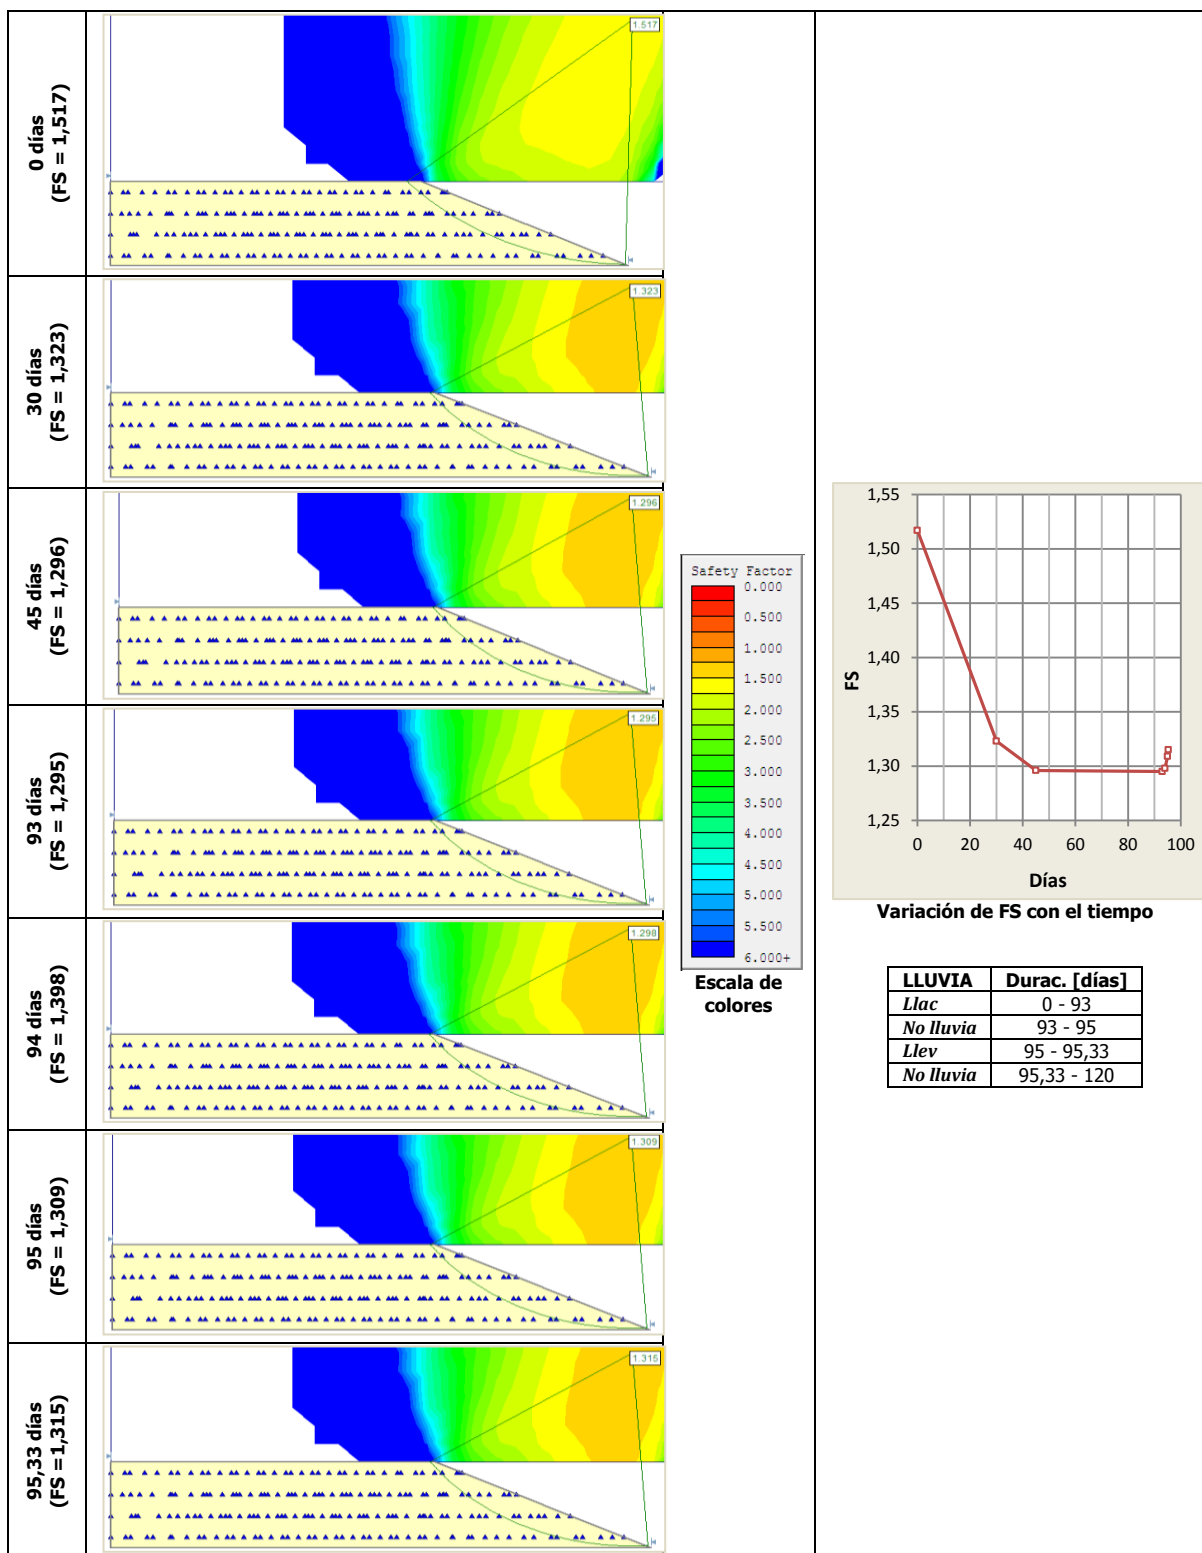 0 días
(FS = 1,517)
1.517
30 días
(FS = 1,323)
1.323
45 días
(FS = 1,296)
1.296
93 días
(FS = 1,295)
1.295
94 días
(FS = 1,398)
1.298
95 días
(FS = 1,309)
1.309
95,33 días
(FS =1,315)
1.315
Safety Factor
0.000
0.500
1.000
1.500
2.000
2.500
3.000
3.500
4.000
4.500
5.000
5.500
6.000+
Escala de
colores
1,55
1,50
1,45
1,40
1,35
1,30
1,25
FS
0 20 40 60 80 100
Días
Variación de FS con el tiempo
LLUVIA Durac. [días]
Llac 0 - 93
No lluvia 93 - 95
Llev 95 - 95,33
No lluvia 95,33 - 120